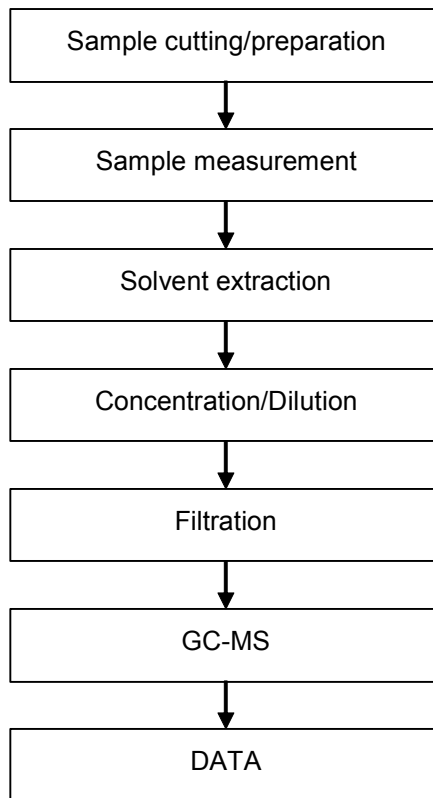 Sample cutting/preparation
Sample measurement
Solvent extraction
Concentration/Dilution
Filtration
GC-MS
DATA